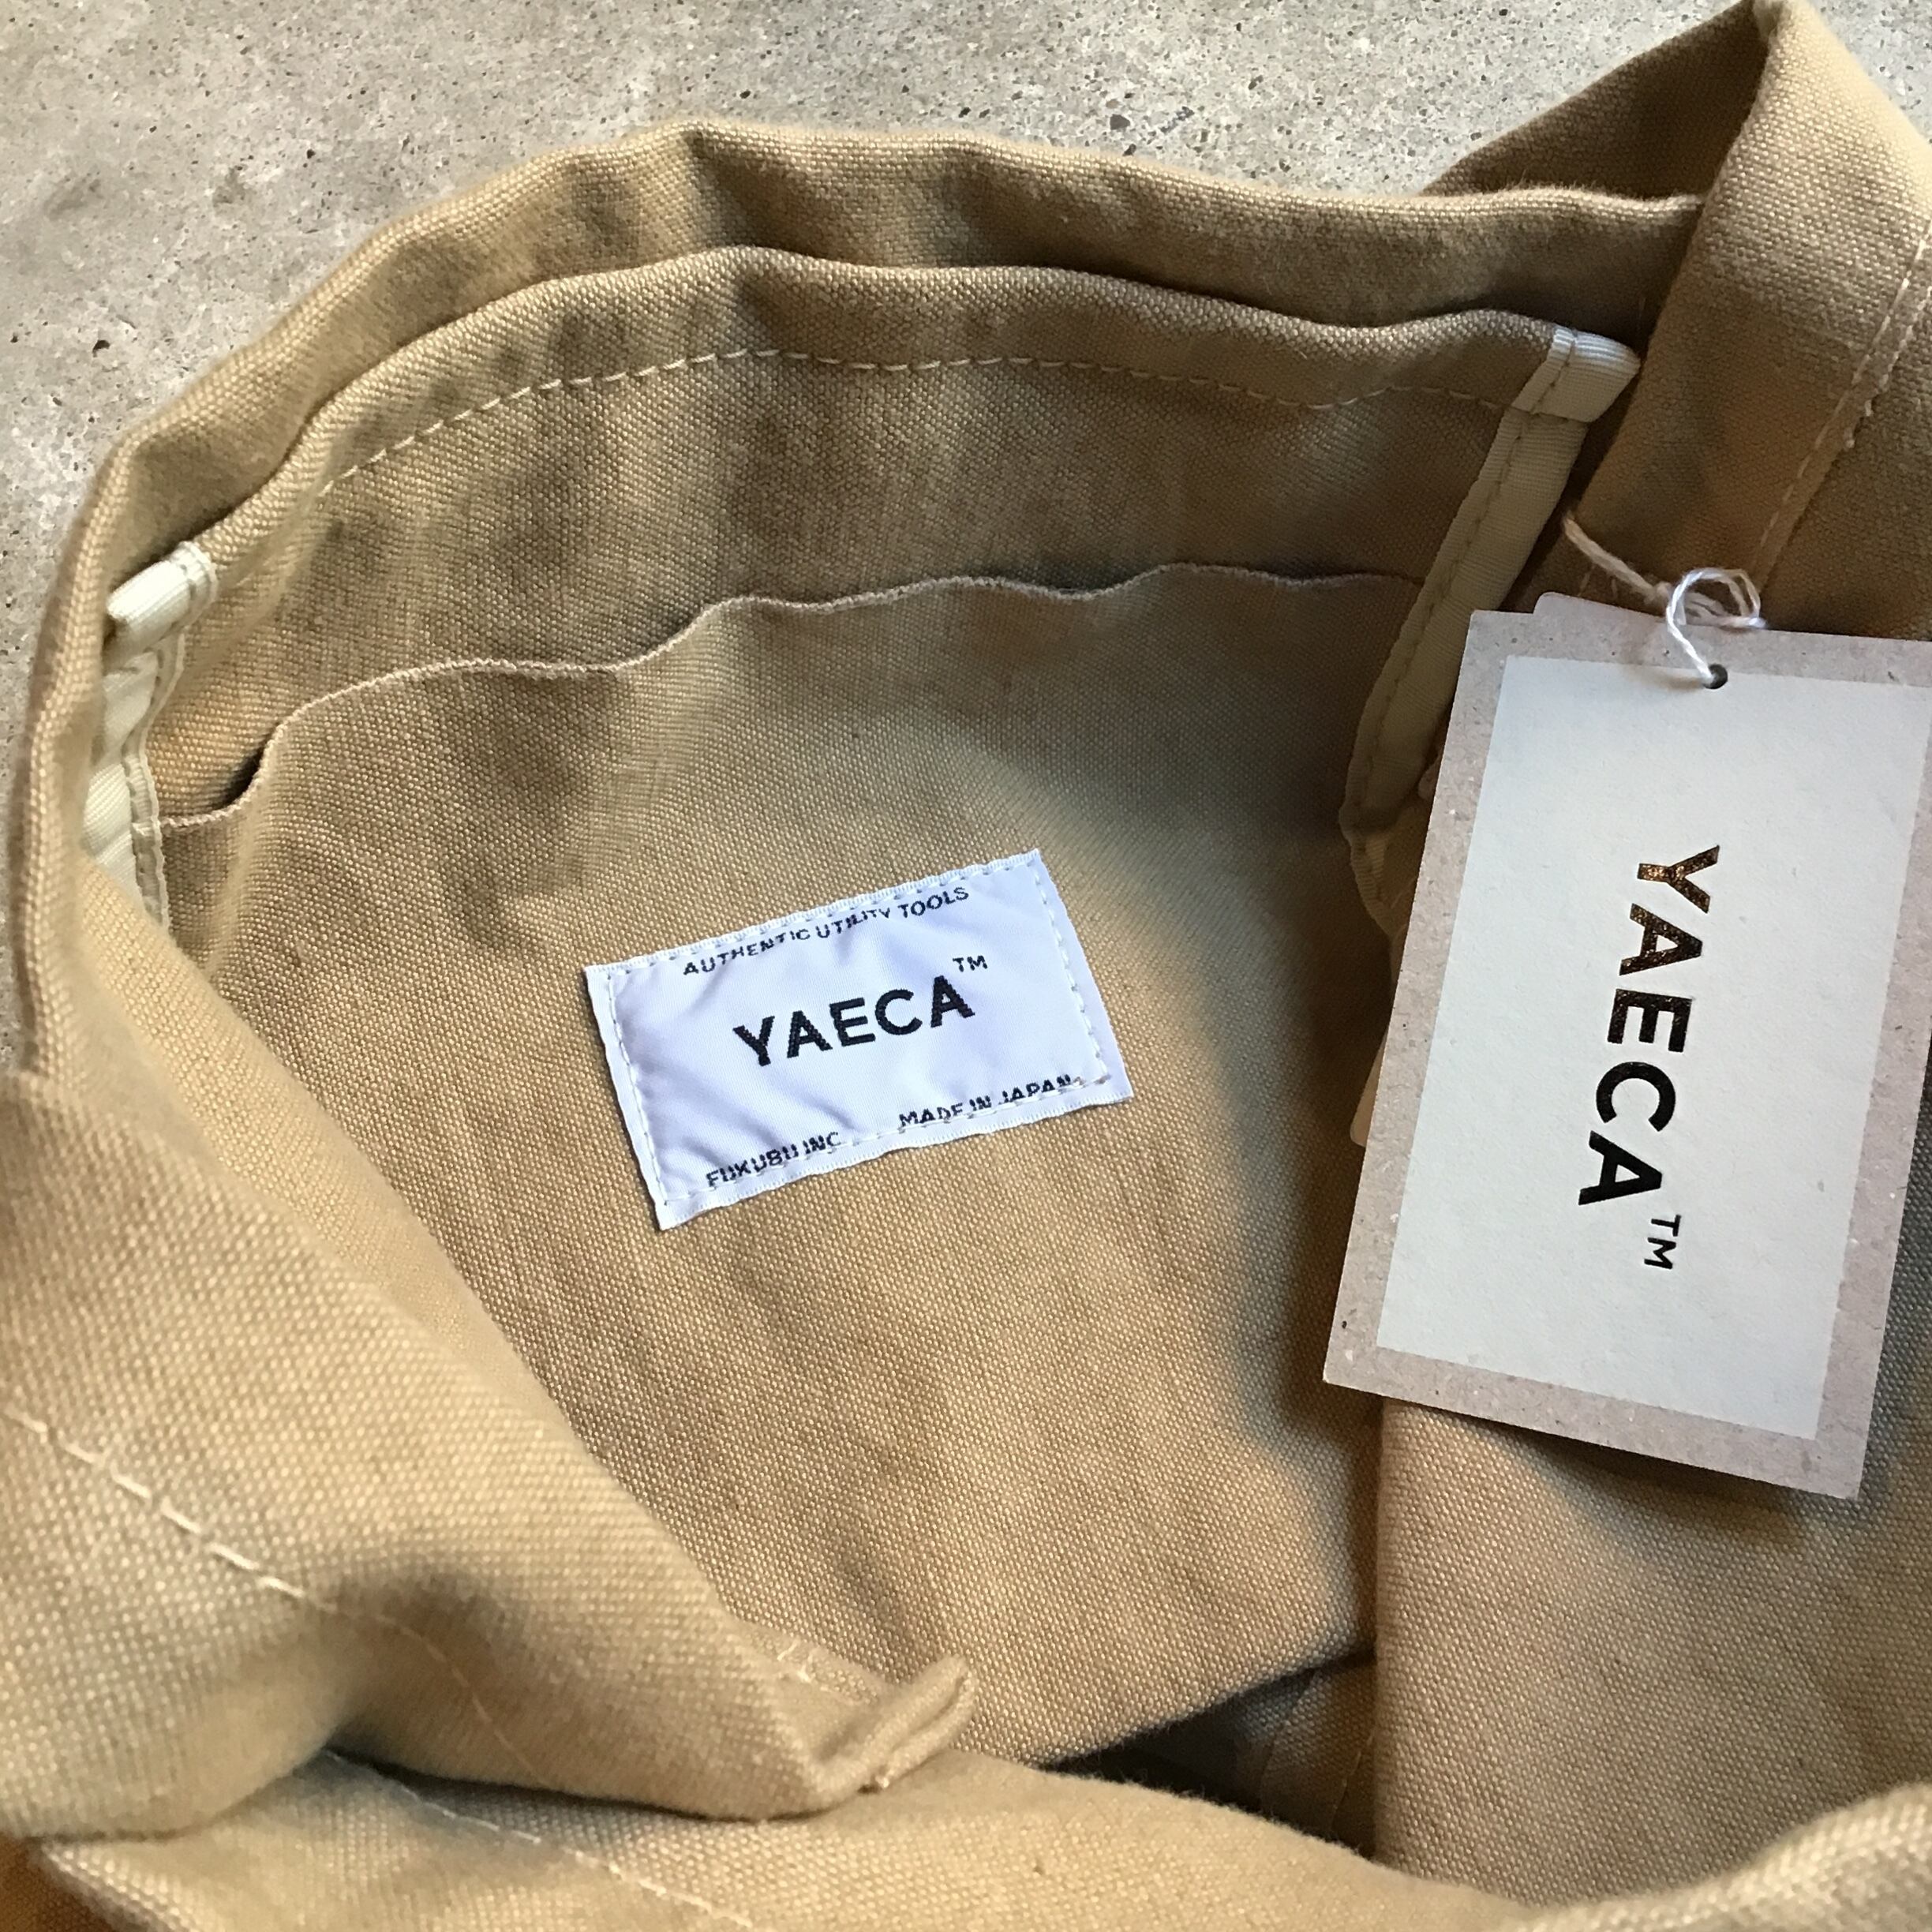 AUTHENTIC UTILITY TOOLS
YAECA™
FUKUBU INC MADE IN JAPAN
YAECA™